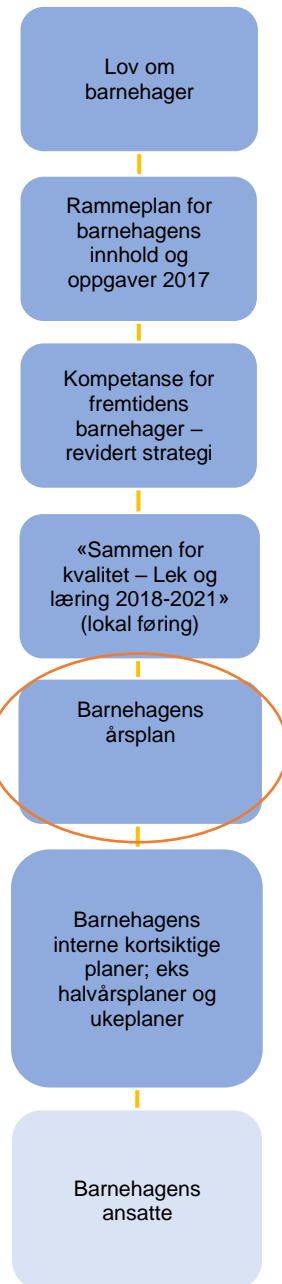 Lov om
barnehager
Rammeplan for
barnehagens
innhold og
oppgaver 2017
Kompetanse for
fremtidens
barnehager –
revidert strategi
«Sammen for
kvalitet – Lek og
læring 2018-2021»
(lokal føring)
Barnehagens
årsplan
Barnehagens
interne kortsiktige
planer; eks
halvårsplaner og
ukeplaner
Barnehagens
ansatte